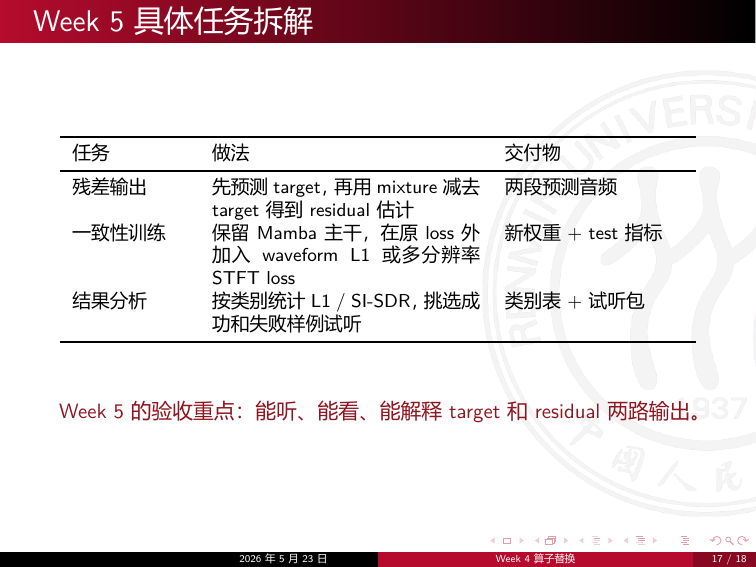 Week 5 具体任务拆解
任务 做法 交付物
残差输出 先预测 target, 再用 mixture 减去 两段预测音频
target 得到 residual 估计
一致性训练 保留 Mamba 主干, 在原 loss 外 新权重 + test 指标
加入 waveform L1 或多分辨率
STFT loss
结果分析 按类别统计 L1 / SI-SDR, 挑选成 类别表 + 试听包
功和失败样例试听
Week 5 的验收重点：能听、能看、能解释 target 和 residual 两路输出。
1937
中国人民
2026 年 5 月 23 日 Week 4 算子替换 17 / 18